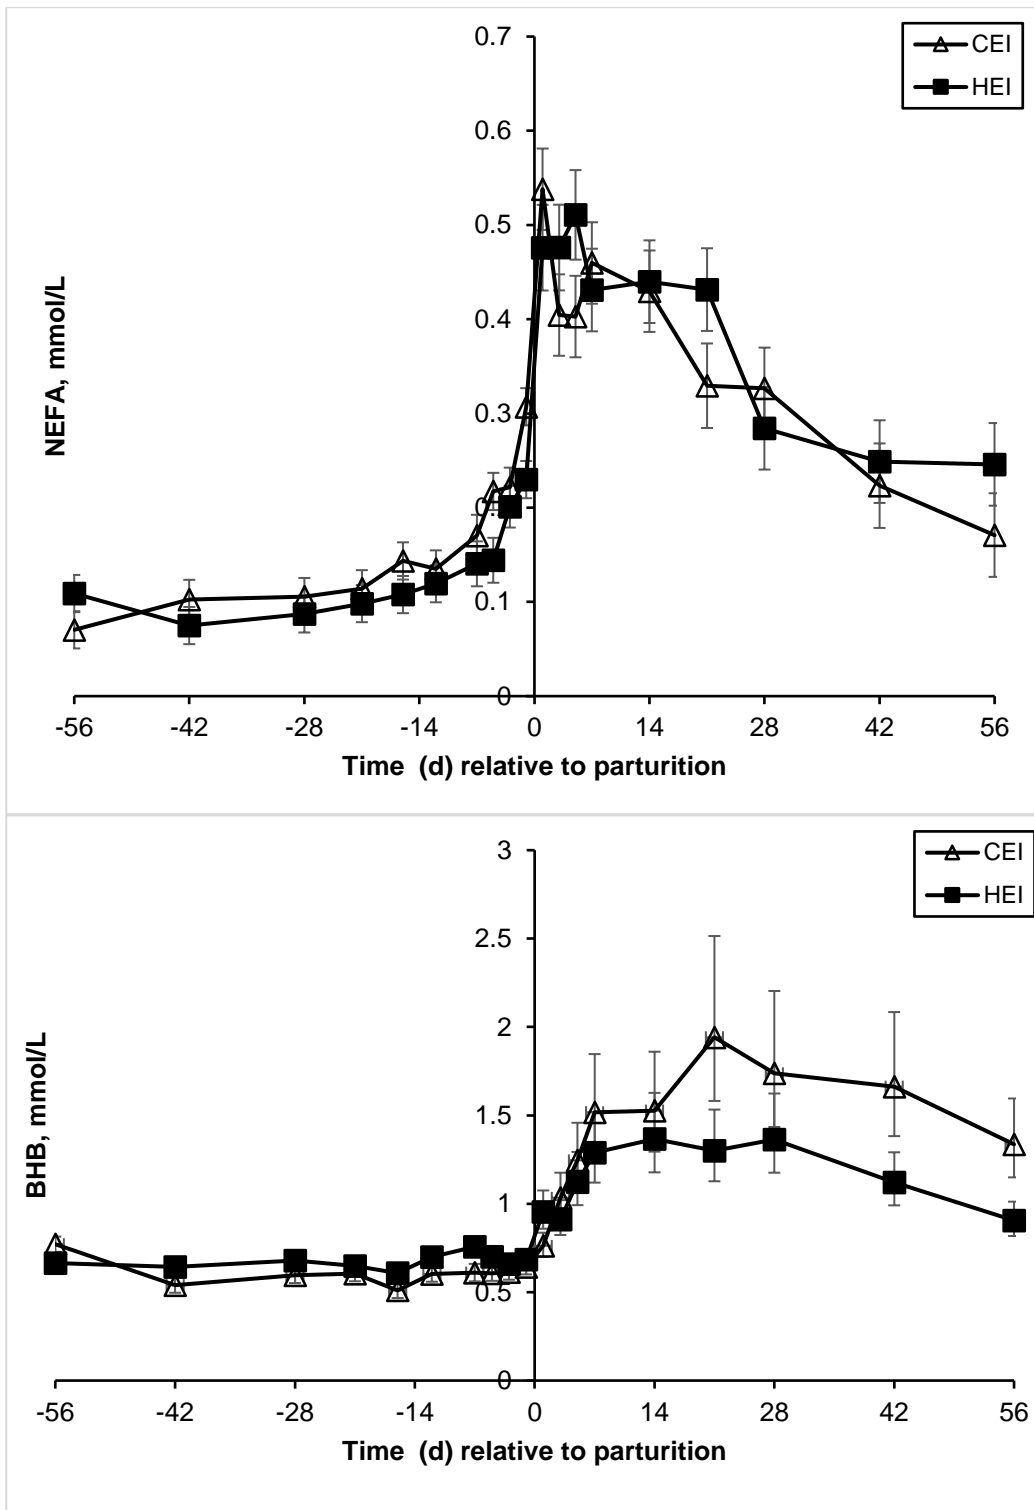 0.7
CEI
HEI
0.6
0.5
0.4
0.3
0.1
0
NEFA, mmol/L
-56 -42 -28 -14 0 14 28 42 56
Time (d) relative to parturition
3
CEI
HEI
2.5
2
1.5
1
0.5
0
BHB, mmol/L
-56 -42 -28 -14 0 14 28 42 56
Time (d) relative to parturition